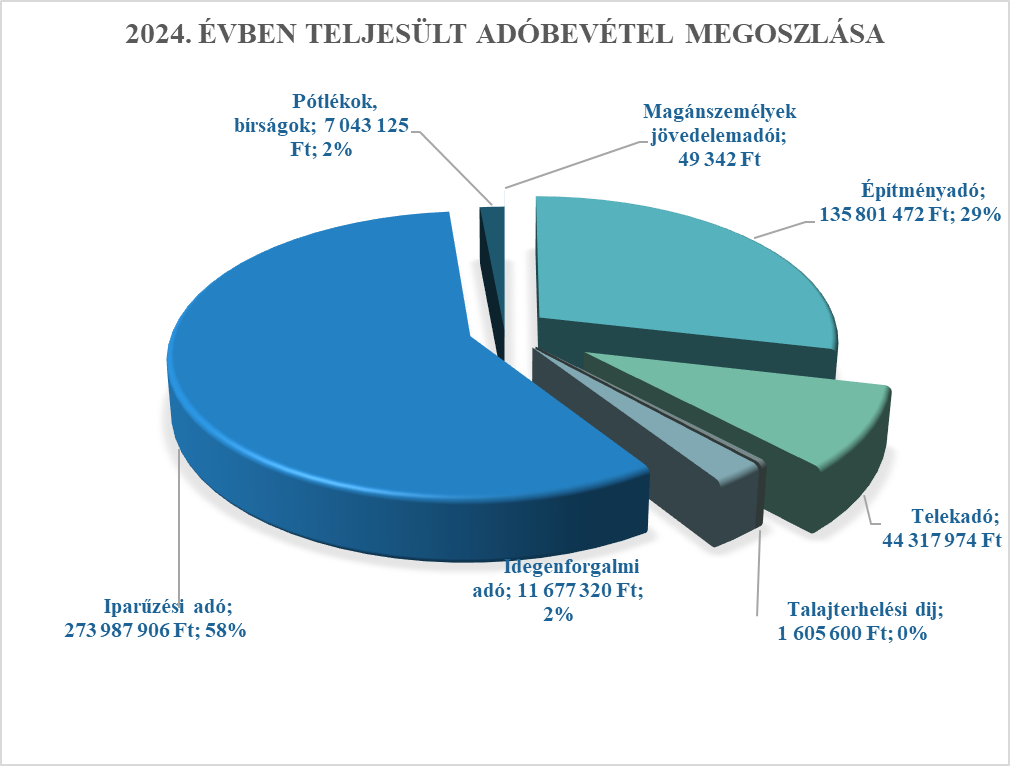 2024. ÉVBEN TELJESÜLT ADÓBEVÉTEL MEGOSZLÁSA
Pótlékok,
bírságok; 7 043 125
Ft; 2%
Magánszemélyek
jövedelemadói;
49 342 Ft
Építményadó;
135 801 472 Ft; 29%
Telekadó;
44 317 974 Ft
Talajterhelési dij;
1 605 600 Ft; 0%
Idegenforgalmi
adó; 11 677 320 Ft;
2%
Iparűzési adó;
273 987 906 Ft; 58%